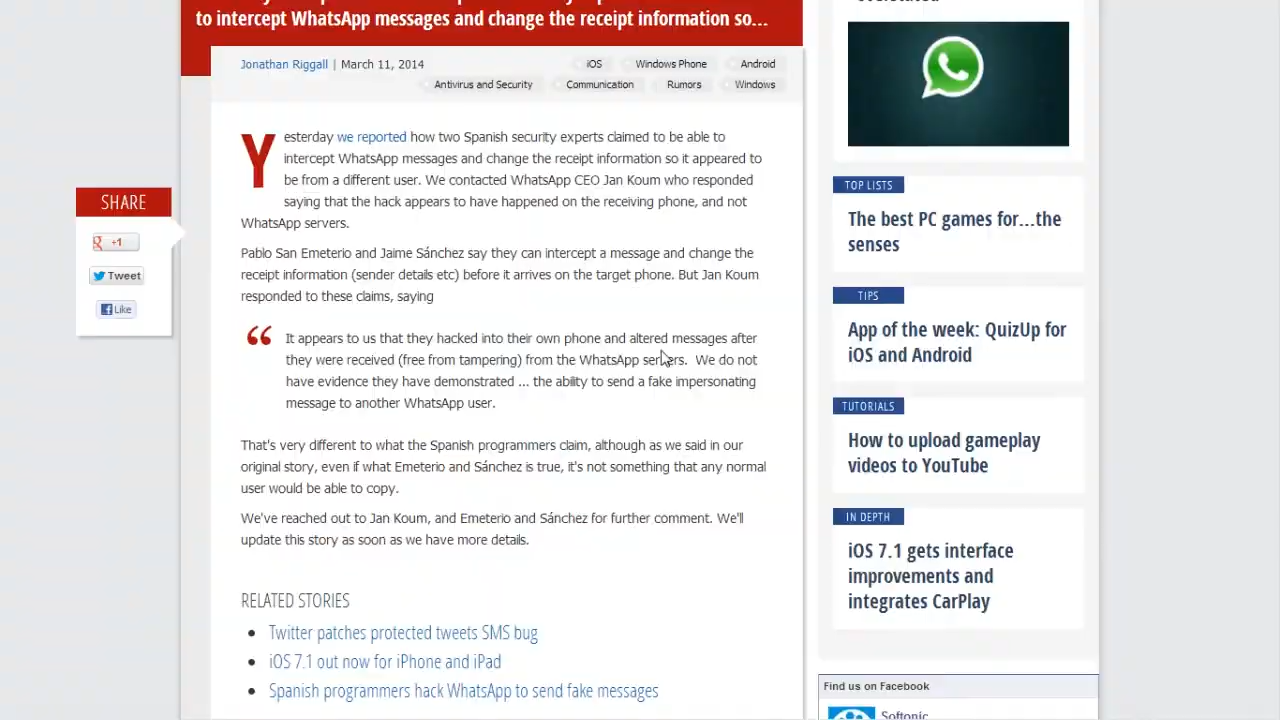 to intercept WhatsApp messages and change the receipt information so...
Jonathan Riggall | March 11, 2014
iOS
Windows Phone
Android
Antivirus and Security
Communication
Rumors
Windows
Yesterday we reported how two Spanish security experts claimed to be able to
intercept WhatsApp messages and change the receipt information so it appeared to
be from a different user. We contacted WhatsApp CEO Jan Koum who responded
saying that the hack appears to have happened on the receiving phone, and not
WhatsApp servers.
Pablo San Emeterio and Jaime Sánchez say they can intercept a message and change the
receipt information (sender details etc) before it arrives on the target phone. But Jan Koum
responded to these claims, saying
“ It appears to us that they hacked into their own phone and altered messages after
they were received (free from tampering) from the WhatsApp servers.  We do not
have evidence they have demonstrated ... the ability to send a fake impersonating
message to another WhatsApp user.
That's very different to what the Spanish programmers claim, although as we said in our
original story, even if what Emeterio and Sánchez is true, it's not something that any normal
user would be able to copy.
We've reached out to Jan Koum, and Emeterio and Sánchez for further comment. We'll
update this story as soon as we have more details.
RELATED STORIES
• Twitter patches protected tweets SMS bug
• iOS 7.1 out now for iPhone and iPad
• Spanish programmers hack WhatsApp to send fake messages
SHARE
g +1
Tweet
Like
TOP LISTS
The best PC games for...the
senses
TIPS
App of the week: QuizUp for
iOS and Android
TUTORIALS
How to upload gameplay
videos to YouTube
IN DEPTH
iOS 7.1 gets interface
improvements and
integrates CarPlay
Find us on Facebook
Softonic